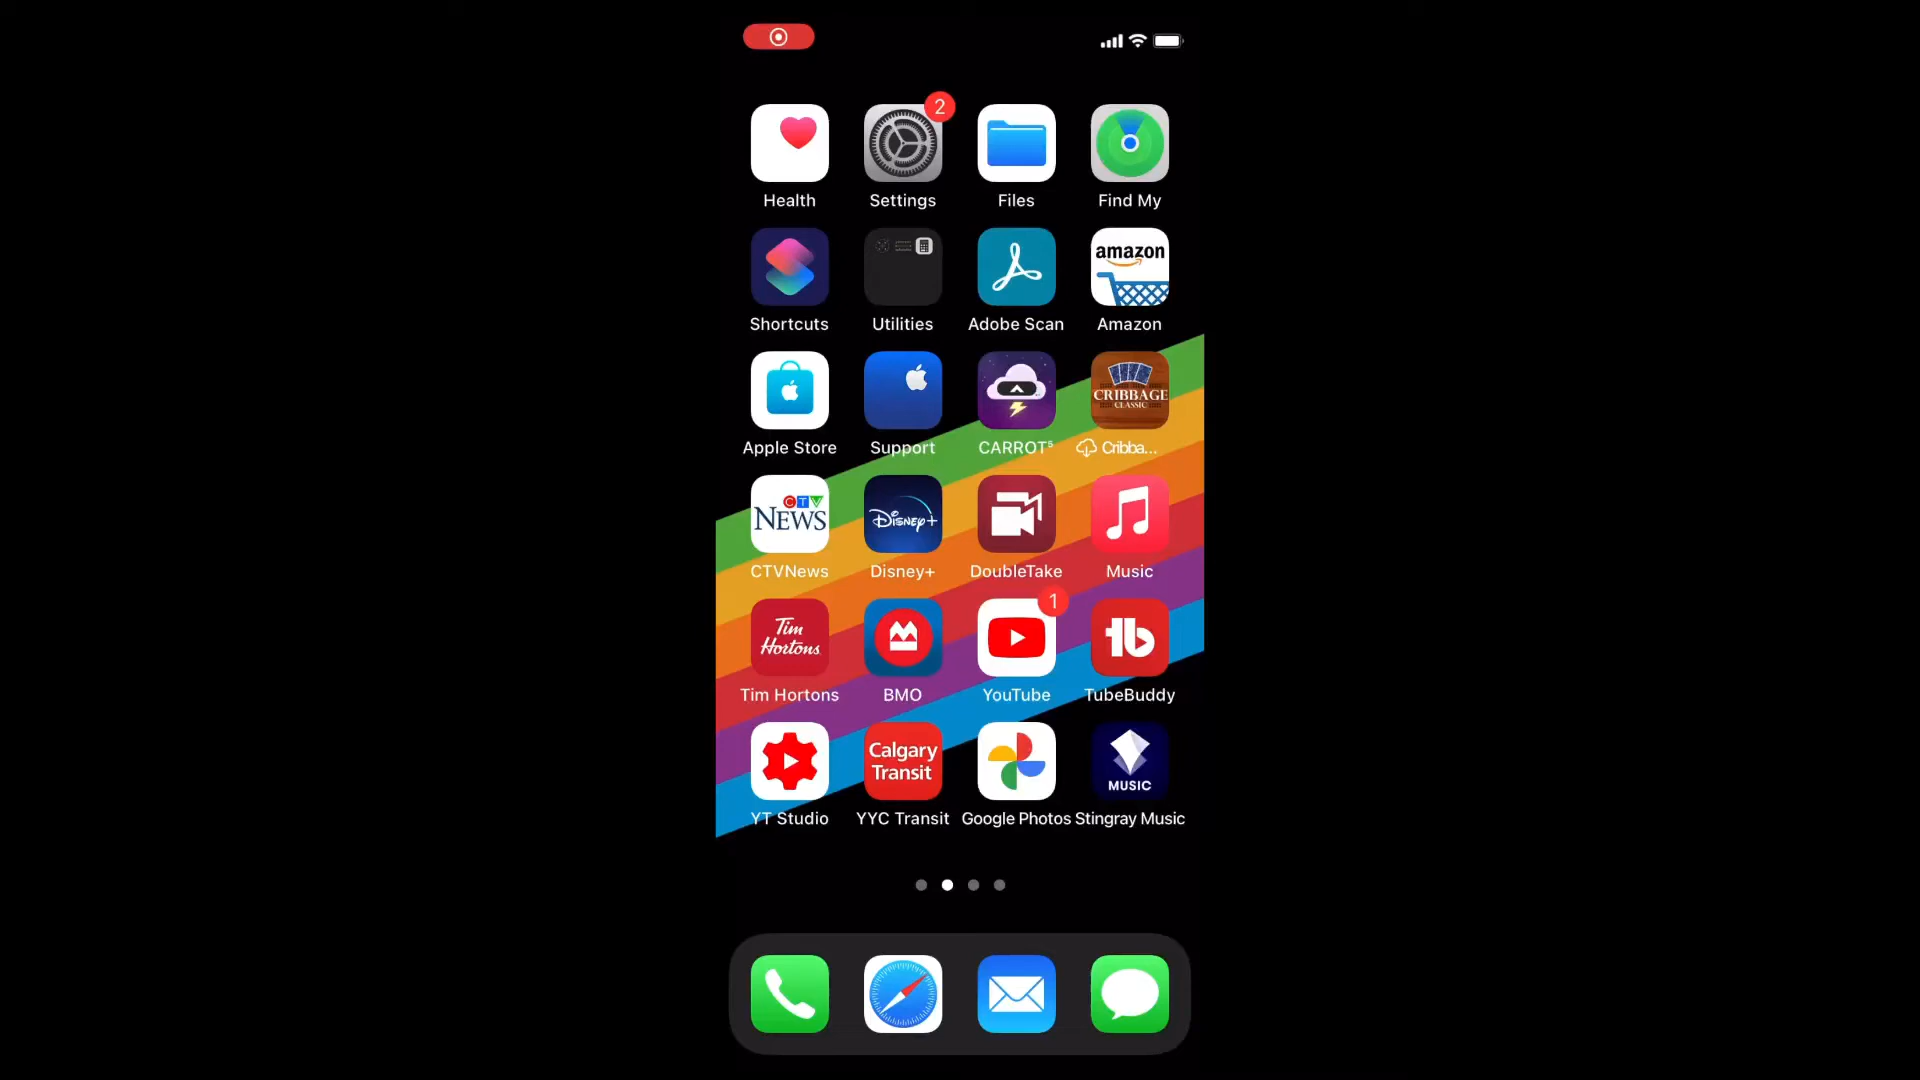 2
Health Settings Files Find My
amazon
Shortcuts Utilities Adobe Scan Amazon
CRIBBAGE
CLASSIC
Apple Store Support CARROT⁵ Cribba...
CTV
NEWS
Disney+
CTVNews Disney+ DoubleTake Music
1
Tim
Hortons
tb
Tim Hortons BMO YouTube TubeBuddy
Calgary
Transit
MUSIC
YT Studio YYC Transit Google Photos Stingray Music